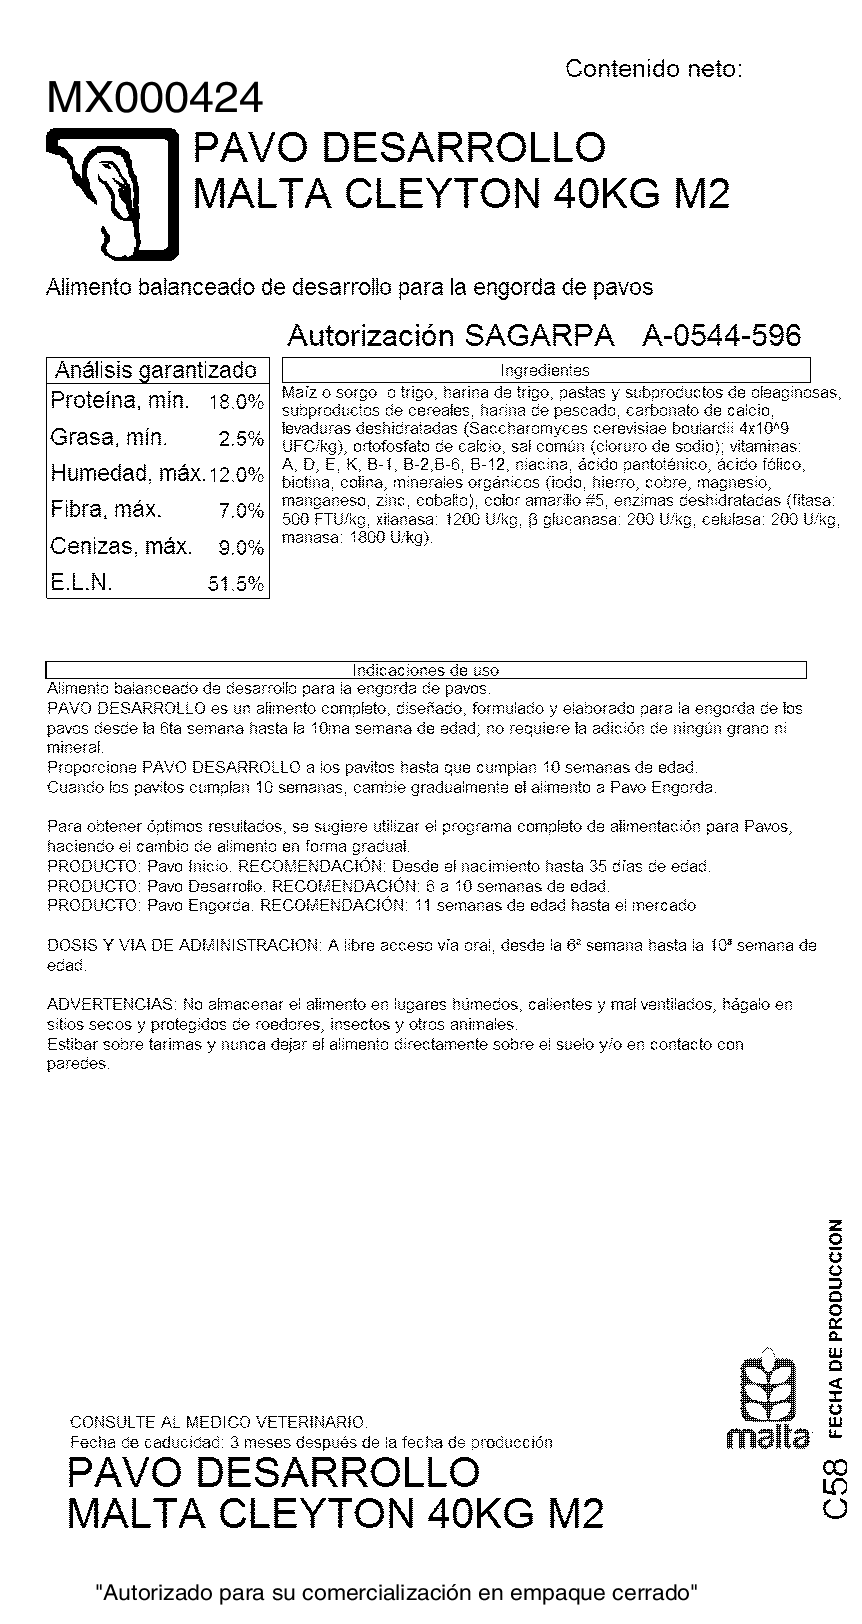 Contenido neto:
MX000424
PAVO DESARROLLO
MALTA CLEYTON 40KG M2
Alimento balanceado de desarrollo para la engorda de pavos
Autorización SAGARPA A-0544-596
Análisis garantizado
Proteína, mín. 18.0%
Grasa, mín. 2.5%
Humedad, máx. 12.0%
Fibra, máx. 7.0%
Cenizas, máx. 9.0%
E.L.N. 51.5%
Ingredientes
Maíz o sorgo o trigo, harina de trigo, pastas y subproductos de oleaginosas,
subproductos de cereales, harina de pescado, carbonato de calcio,
levaduras deshidratadas (Saccharomyces cerevisiae boulardii 4x10^9
UFC/kg), ortofosfato de calcio, sal común (cloruro de sodio); vitaminas:
A, D, E, K, B-1, B-2,B-6, B-12, niacina, ácido pantoténico, ácido fólico,
biotina, colina, minerales orgánicos (iodo, hierro, cobre, magnesio,
manganeso, zinc, cobalto), color amarillo #5, enzimas deshidratadas (fitasa:
500 FTU/kg, xilanasa: 1200 U/kg, β glucanasa: 200 U/kg, celulasa: 200 U/kg,
manasa: 1800 U/kg).
Indicaciones de uso
Alimento balanceado de desarrollo para la engorda de pavos.
PAVO DESARROLLO es un alimento completo, diseñado, formulado y elaborado para la engorda de los
pavos desde la 6ta semana hasta la 10ma semana de edad; no requiere la adición de ningún grano ni
mineral.
Proporcione PAVO DESARROLLO a los pavitos hasta que cumplan 10 semanas de edad.
Cuando los pavitos cumplan 10 semanas, cambie gradualmente el alimento a Pavo Engorda.
Para obtener óptimos resultados, se sugiere utilizar el programa completo de alimentación para Pavos,
haciendo el cambio de alimento en forma gradual.
PRODUCTO: Pavo Inicio. RECOMENDACIÓN: Desde el nacimiento hasta 35 días de edad.
PRODUCTO: Pavo Desarrollo. RECOMENDACIÓN: 6 a 10 semanas de edad.
PRODUCTO: Pavo Engorda. RECOMENDACIÓN: 11 semanas de edad hasta el mercado
DOSIS Y VIA DE ADMINISTRACION: A libre acceso vía oral, desde la 6ª semana hasta la 10ª semana de
edad.
ADVERTENCIAS: No almacenar el alimento en lugares húmedos, calientes y mal ventilados, hágalo en
sitios secos y protegidos de roedores, insectos y otros animales.
Estibar sobre tarimas y nunca dejar el alimento directamente sobre el suelo y/o en contacto con
paredes.
FECHA DE PRODUCCION
malta
CONSULTE AL MEDICO VETERINARIO.
Fecha de caducidad: 3 meses después de la fecha de producción
PAVO DESARROLLO
MALTA CLEYTON 40KG M2
C58
"Autorizado para su comercialización en empaque cerrado"